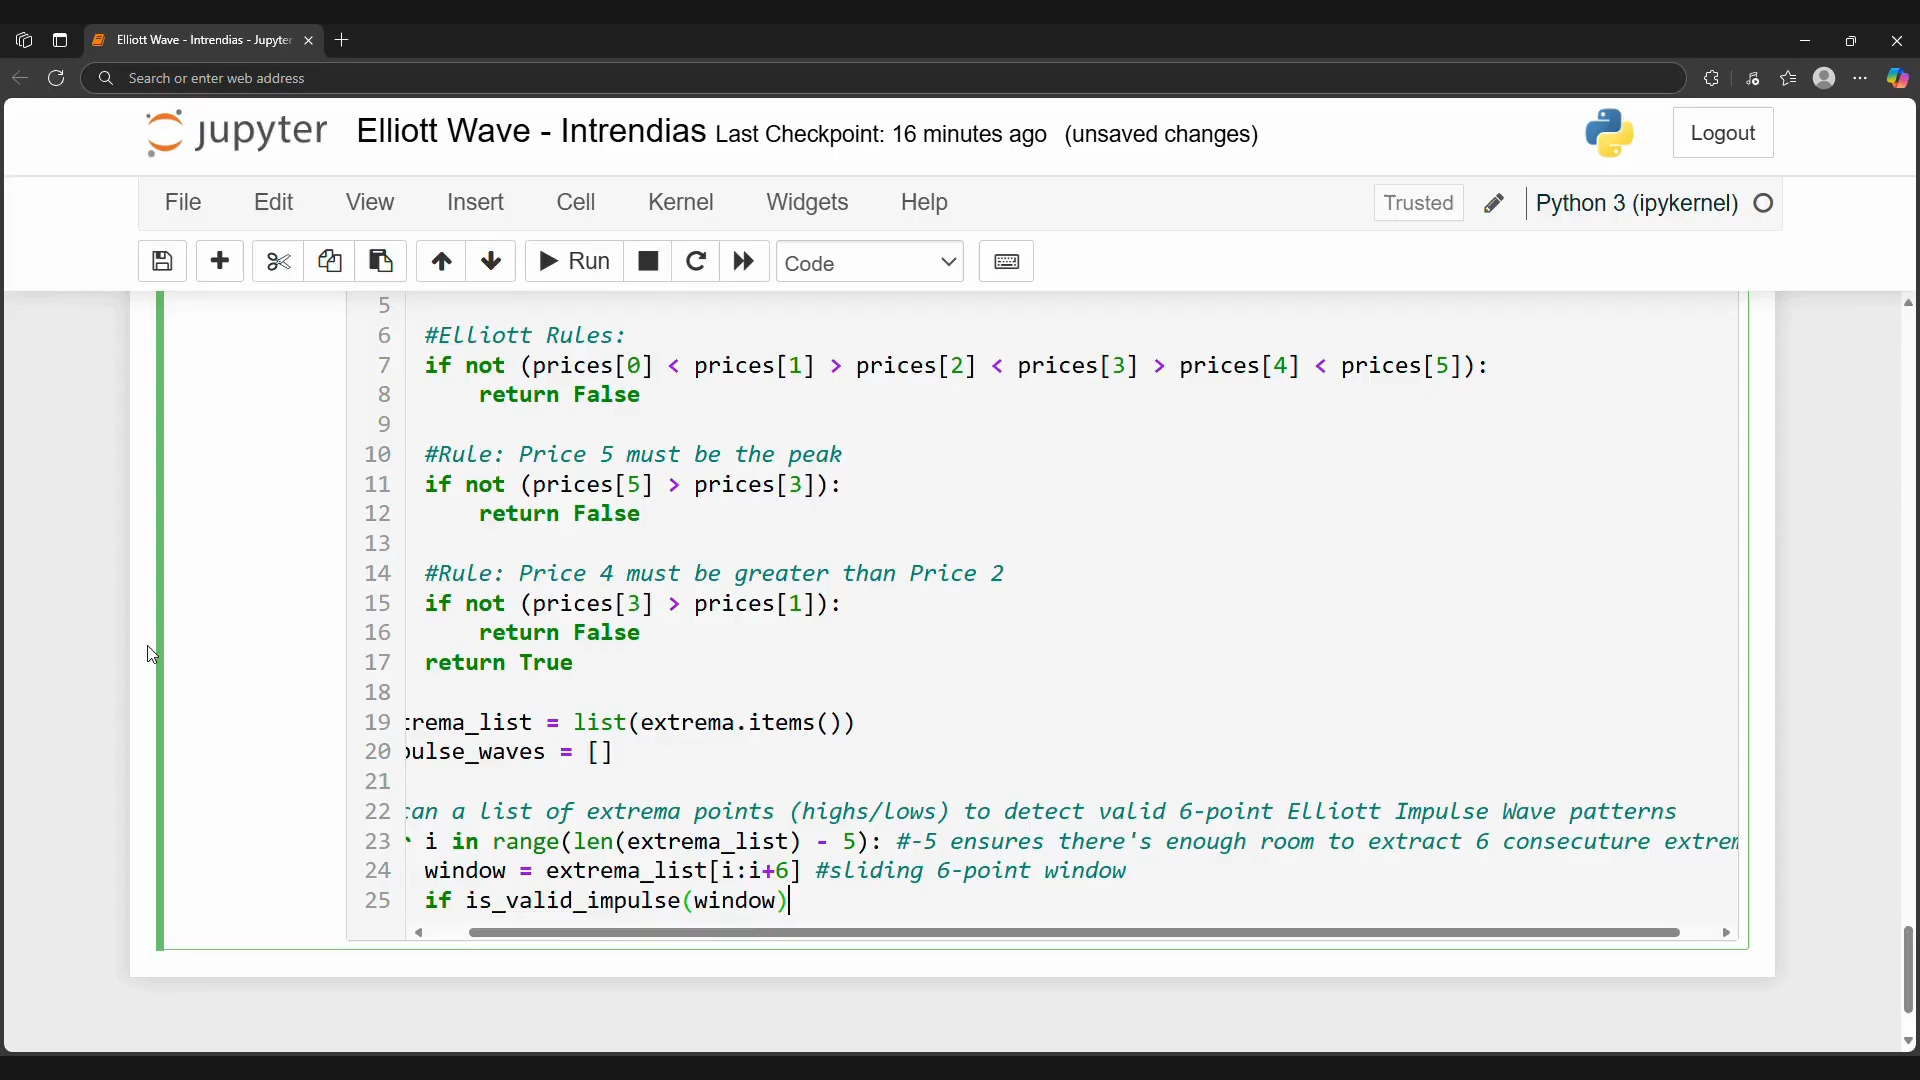 Elliott Wave - Intrendias - Jupyter
Search or enter web address
jupyter Elliott Wave - Intrendias Last Checkpoint: 16 minutes ago (unsaved changes) Logout
File Edit View Insert Cell Kernel Widgets Help Trusted Python 3 (ipykernel)
Run Code
5
6 #Elliott Rules:
7 if not (prices[0] < prices[1] > prices[2] < prices[3] > prices[4] < prices[5]):
8 return False
9
10 #Rule: Price 5 must be the peak
11 if not (prices[5] > prices[3]):
12 return False
13
14 #Rule: Price 4 must be greater than Price 2
15 if not (prices[3] > prices[1]):
16 return False
17 return True
18
19 trema_list = list(extrema.items())
20 pulse_waves = []
21
22 can a list of extrema points (highs/lows) to detect valid 6-point Elliott Impulse Wave patterns
23 r i in range(len(extrema_list) - 5): #-5 ensures there's enough room to extract 6 consecuture extrem
24 window = extrema_list[i:i+6] #sliding 6-point window
25 if is_valid_impulse(window)